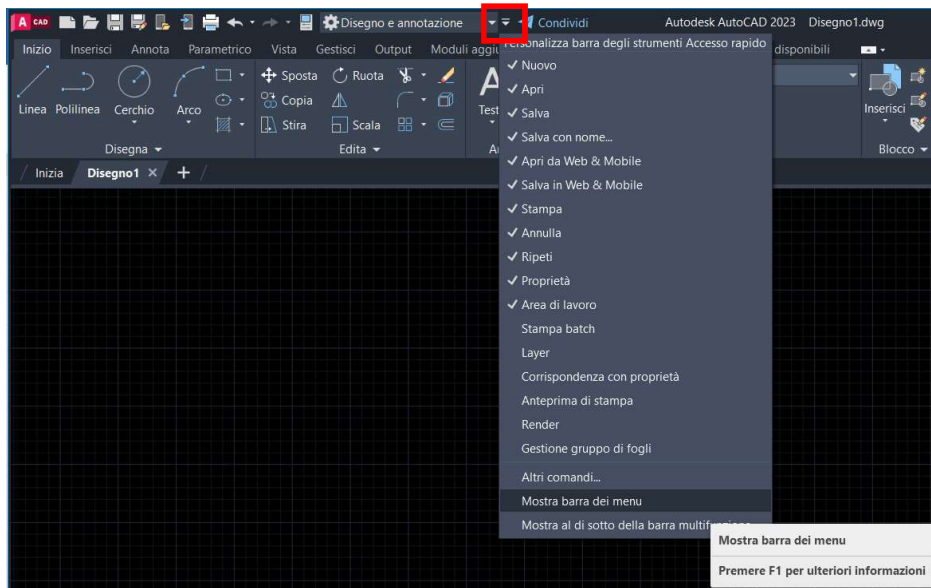 A CAD Disegno e annotazione Condividi Autodesk AutoCAD 2023 Disegno1.dwg
Inizio Inserisci Annota Parametrico Vista Gestisci Output Moduli disponibili
Personalizza barra degli strumenti Accesso rapido
Nuovo
Apri
Salva
Salva con nome...
Apri da Web & Mobile
Salva in Web & Mobile
Stampa
Annulla
Ripeti
Proprietà
Area di lavoro
Stampa batch
Layer
Corrispondenza con proprietà
Anteprima di stampa
Render
Gestione gruppo di fogli
Altri comandi...
Mostra barra dei menu
Mostra al di sotto della barra
Mostra barra dei menu
Premere F1 per ulteriori informazioni
Sposta Ruota
Copia
Stira Scala
Linea Polilinea Cerchio Arco
Inserisci
Disegna Edita Blocco
Inizia Disegno1